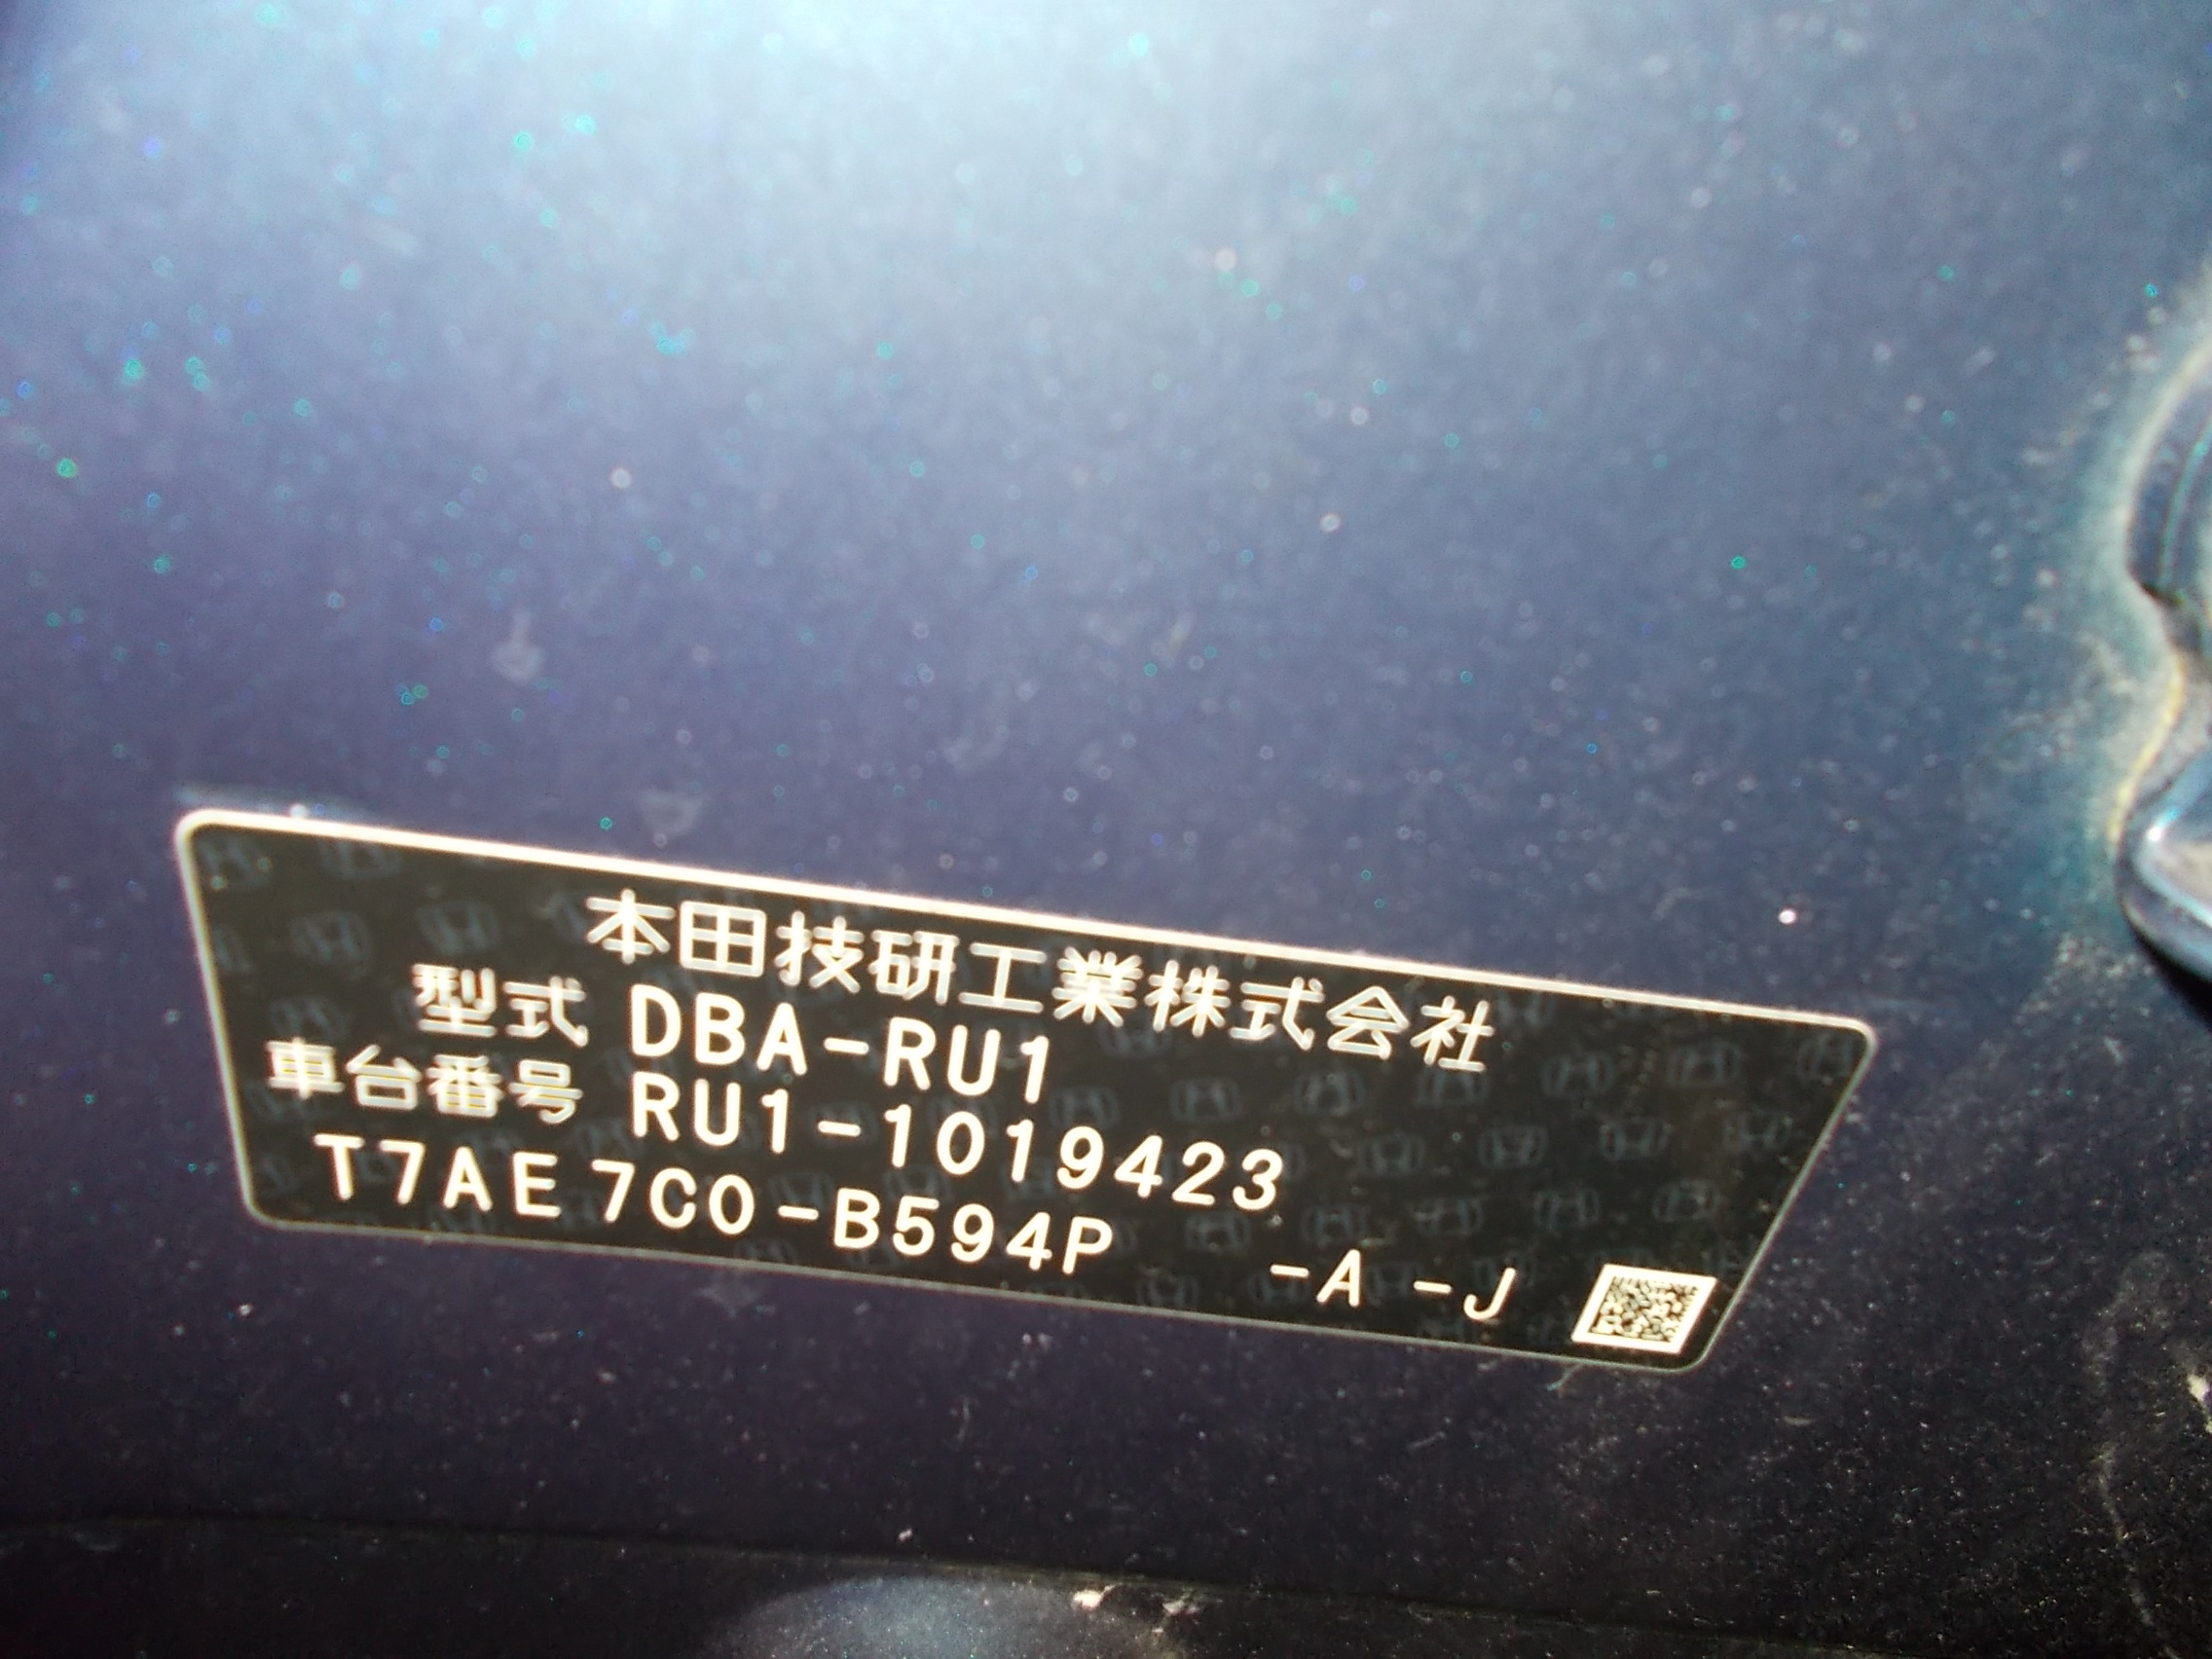 本田技研工業株式会社
型式 DBA-RU1
車台番号 RU1-1019423
T7AE7C0-B594P -A -J